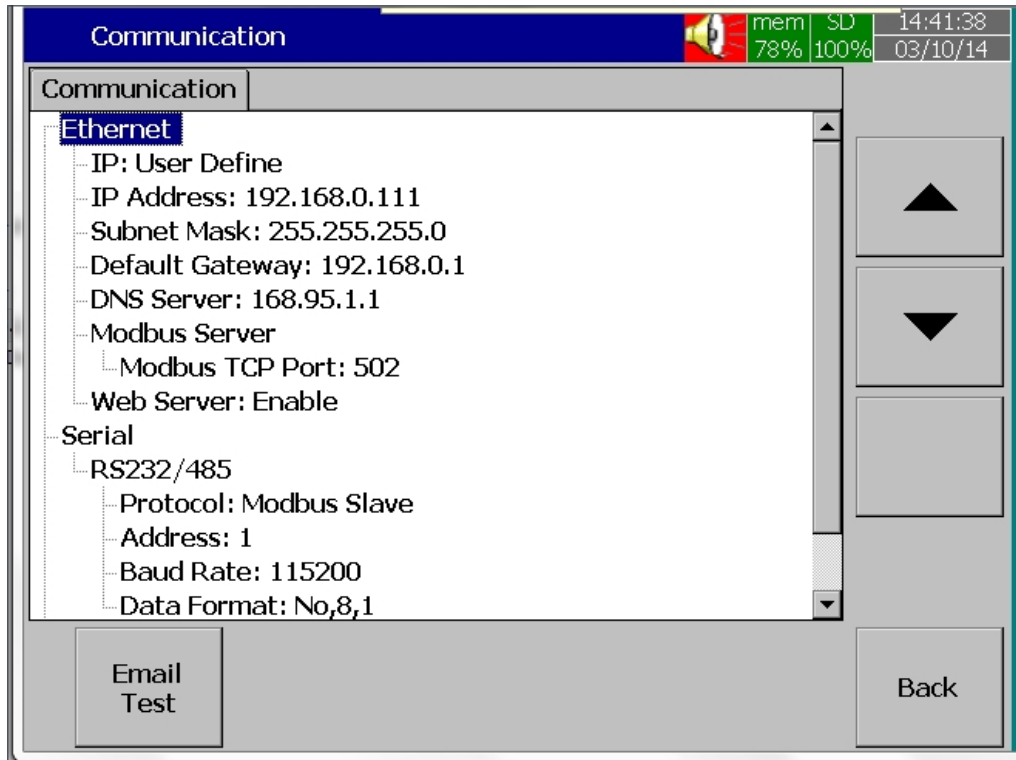 Communication
mem SD 14:41:38
78% 100% 03/10/14
Communication
Ethernet
IP: User Define
IP Address: 192.168.0.111
Subnet Mask: 255.255.255.0
Default Gateway: 192.168.0.1
DNS Server: 168.95.1.1
Modbus Server
Modbus TCP Port: 502
Web Server: Enable
Serial
RS232/485
Protocol: Modbus Slave
Address: 1
Baud Rate: 115200
Data Format: No,8,1
Email
Test
Back